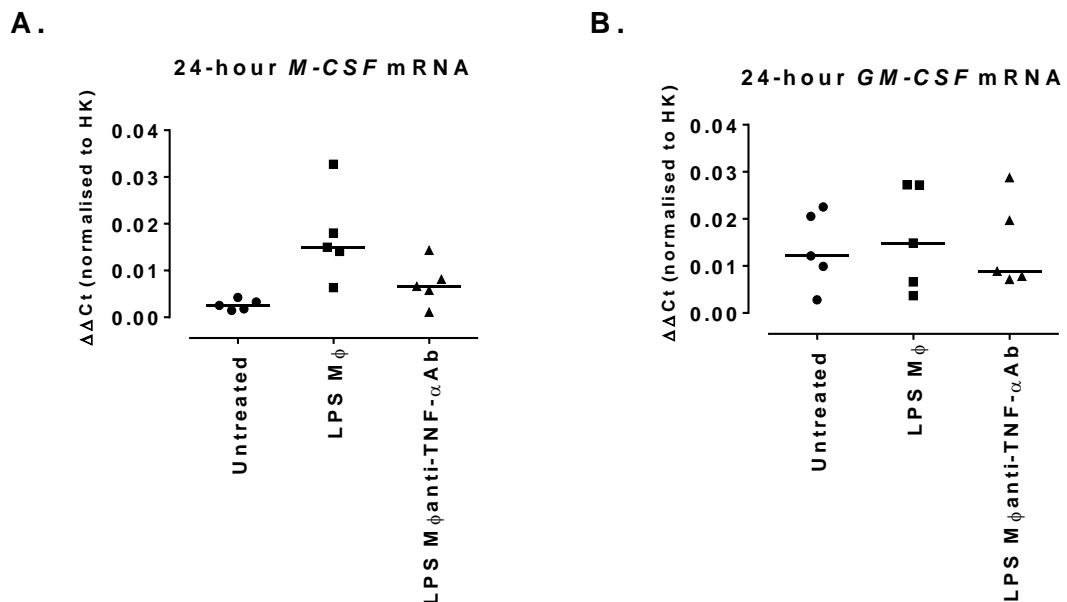 A.
24-hour M-CSF mRNA
ΔΔCt (normalised to HK)
0.04
0.03
0.02
0.01
0.00
Untreated
LPS Mϕ
LPS Mϕanti-TNF-αAb
B.
24-hour GM-CSF mRNA
ΔΔCt (normalised to HK)
0.04
0.03
0.02
0.01
0.00
Untreated
LPS Mϕ
LPS Mϕanti-TNF-αAb